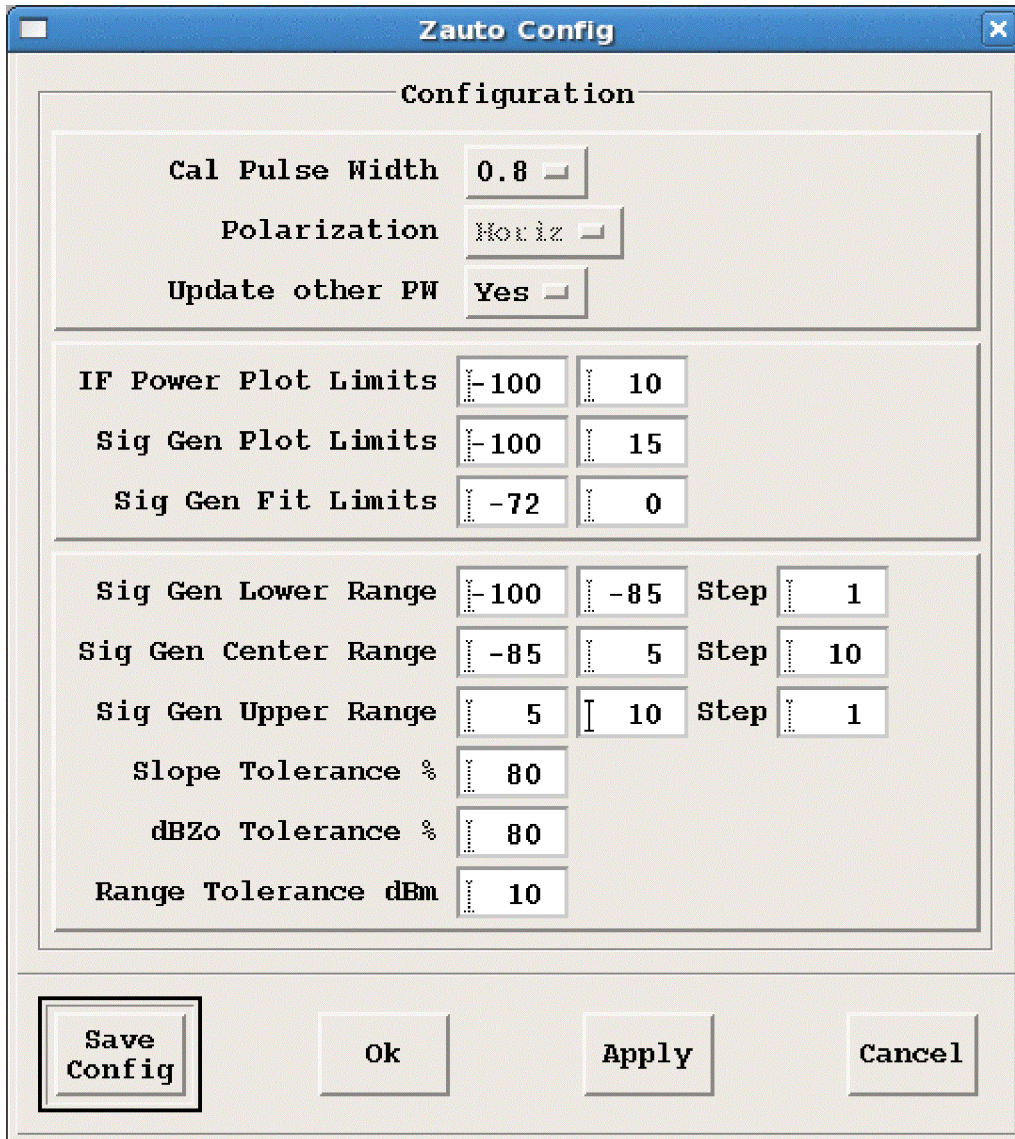 Zauto Config
Configuration
Cal Pulse Width 0.8
Polarization Horiz
Update other PW Yes
IF Power Plot Limits -100 10
Sig Gen Plot Limits -100 15
Sig Gen Fit Limits -72 0
Sig Gen Lower Range -100 -85 Step 1
Sig Gen Center Range -85 5 Step 10
Sig Gen Upper Range 5 10 Step 1
Slope Tolerance % 80
dBZo Tolerance % 80
Range Tolerance dBm 10
Save Config Ok Apply Cancel